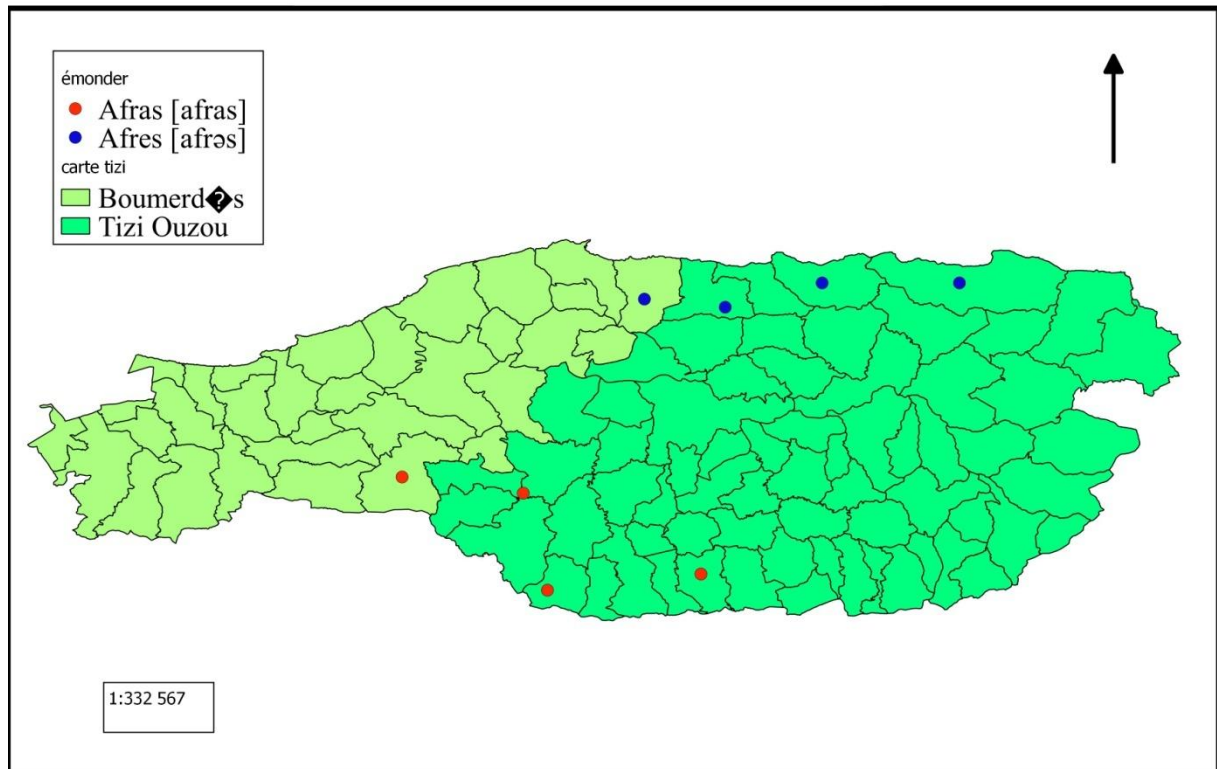 émonder
Afras [afras]
Afres [afrəs]
carte tizi
Boumerd�s
Tizi Ouzou
1:332 567